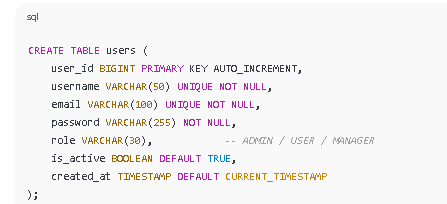 sql
CREATE TABLE users (
    user_id BIGINT PRIMARY KEY AUTO_INCREMENT,
    username VARCHAR(50) UNIQUE NOT NULL,
    email VARCHAR(100) UNIQUE NOT NULL,
    password VARCHAR(255) NOT NULL,
    role VARCHAR(30),           -- ADMIN / USER / MANAGER
    is_active BOOLEAN DEFAULT TRUE,
    created_at TIMESTAMP DEFAULT CURRENT_TIMESTAMP
);